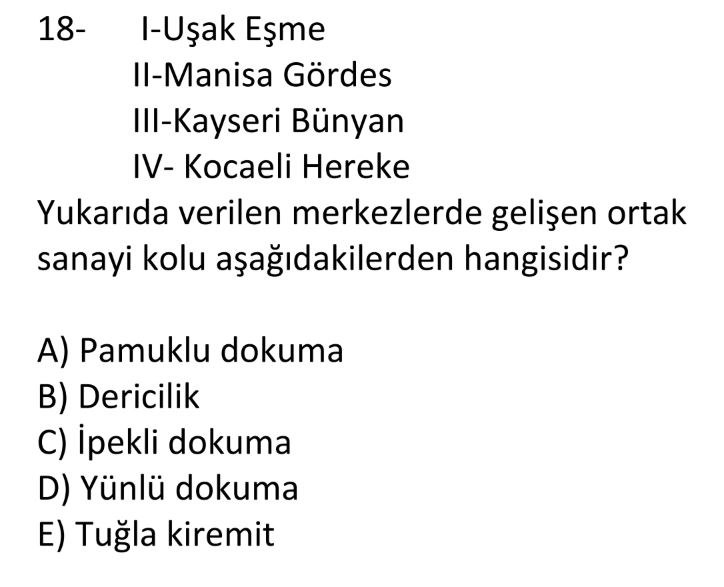 18- I-Uşak Eşme
II-Manisa Gördes
III-Kayseri Bünyan
IV- Kocaeli Hereke
Yukarıda verilen merkezlerde gelişen ortak
sanayi kolu aşağıdakilerden hangisidir?
A) Pamuklu dokuma
B) Dericilik
C) İpekli dokuma
D) Yünlü dokuma
E) Tuğla kiremit